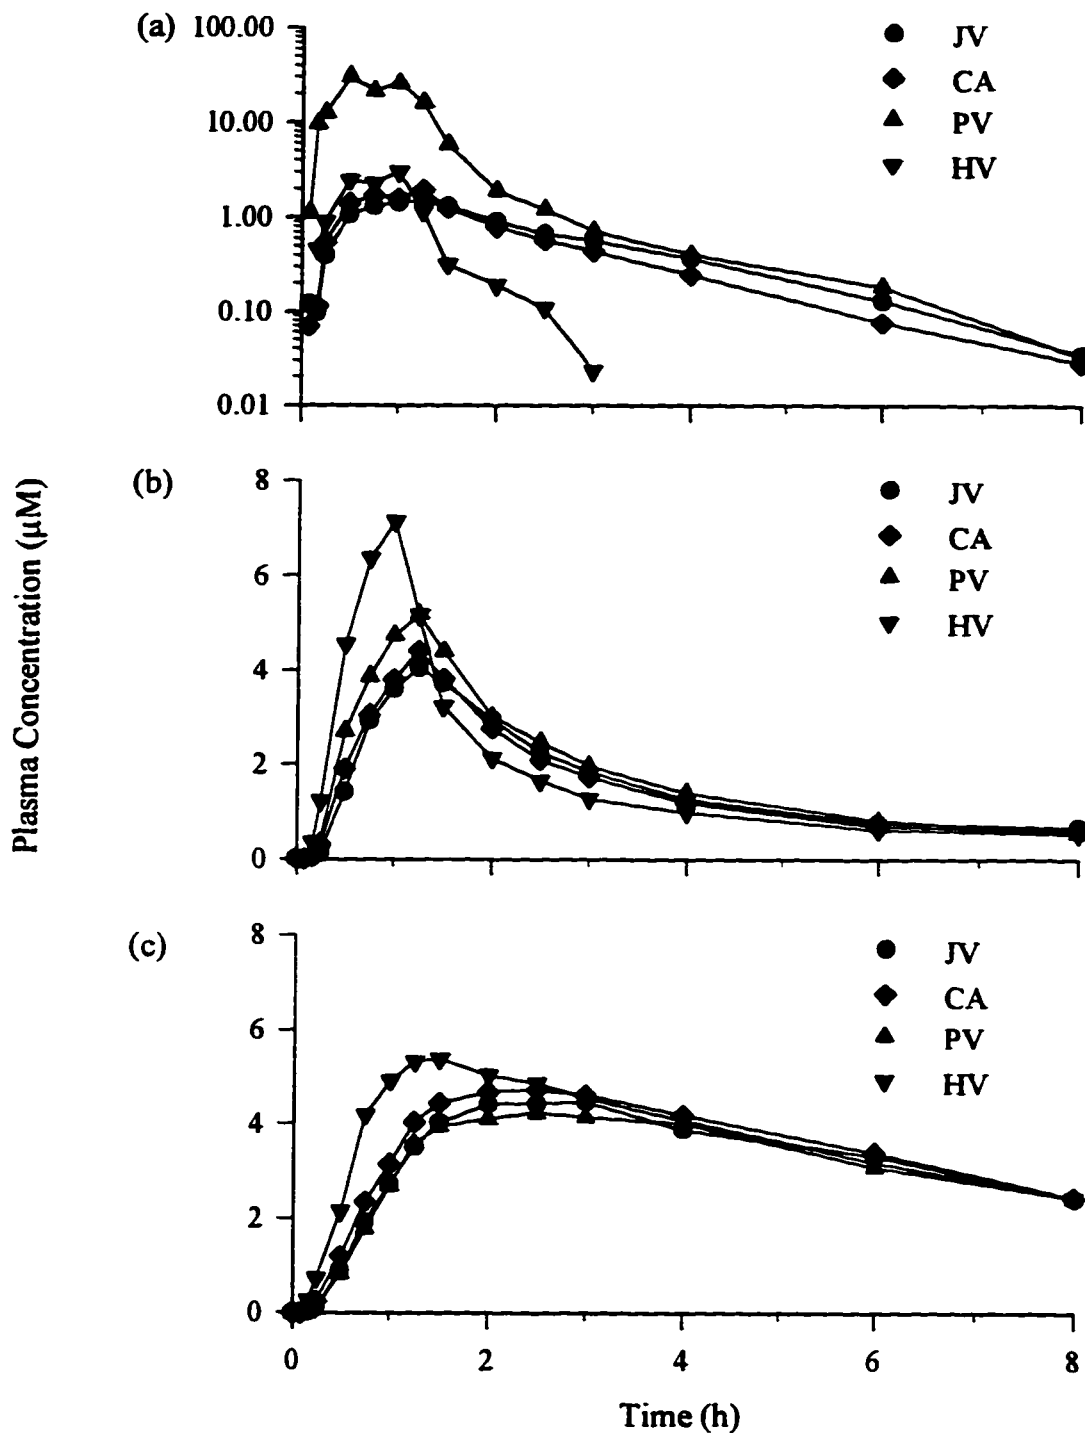 (a)
100.00
10.00
1.00
0.10
0.01
JV
CA
PV
HV
Plasma Concentration (μM)
(b)
8
6
4
2
0
JV
CA
PV
HV
(c)
8
6
4
2
0
JV
CA
PV
HV
0 2 4 6 8
Time (h)